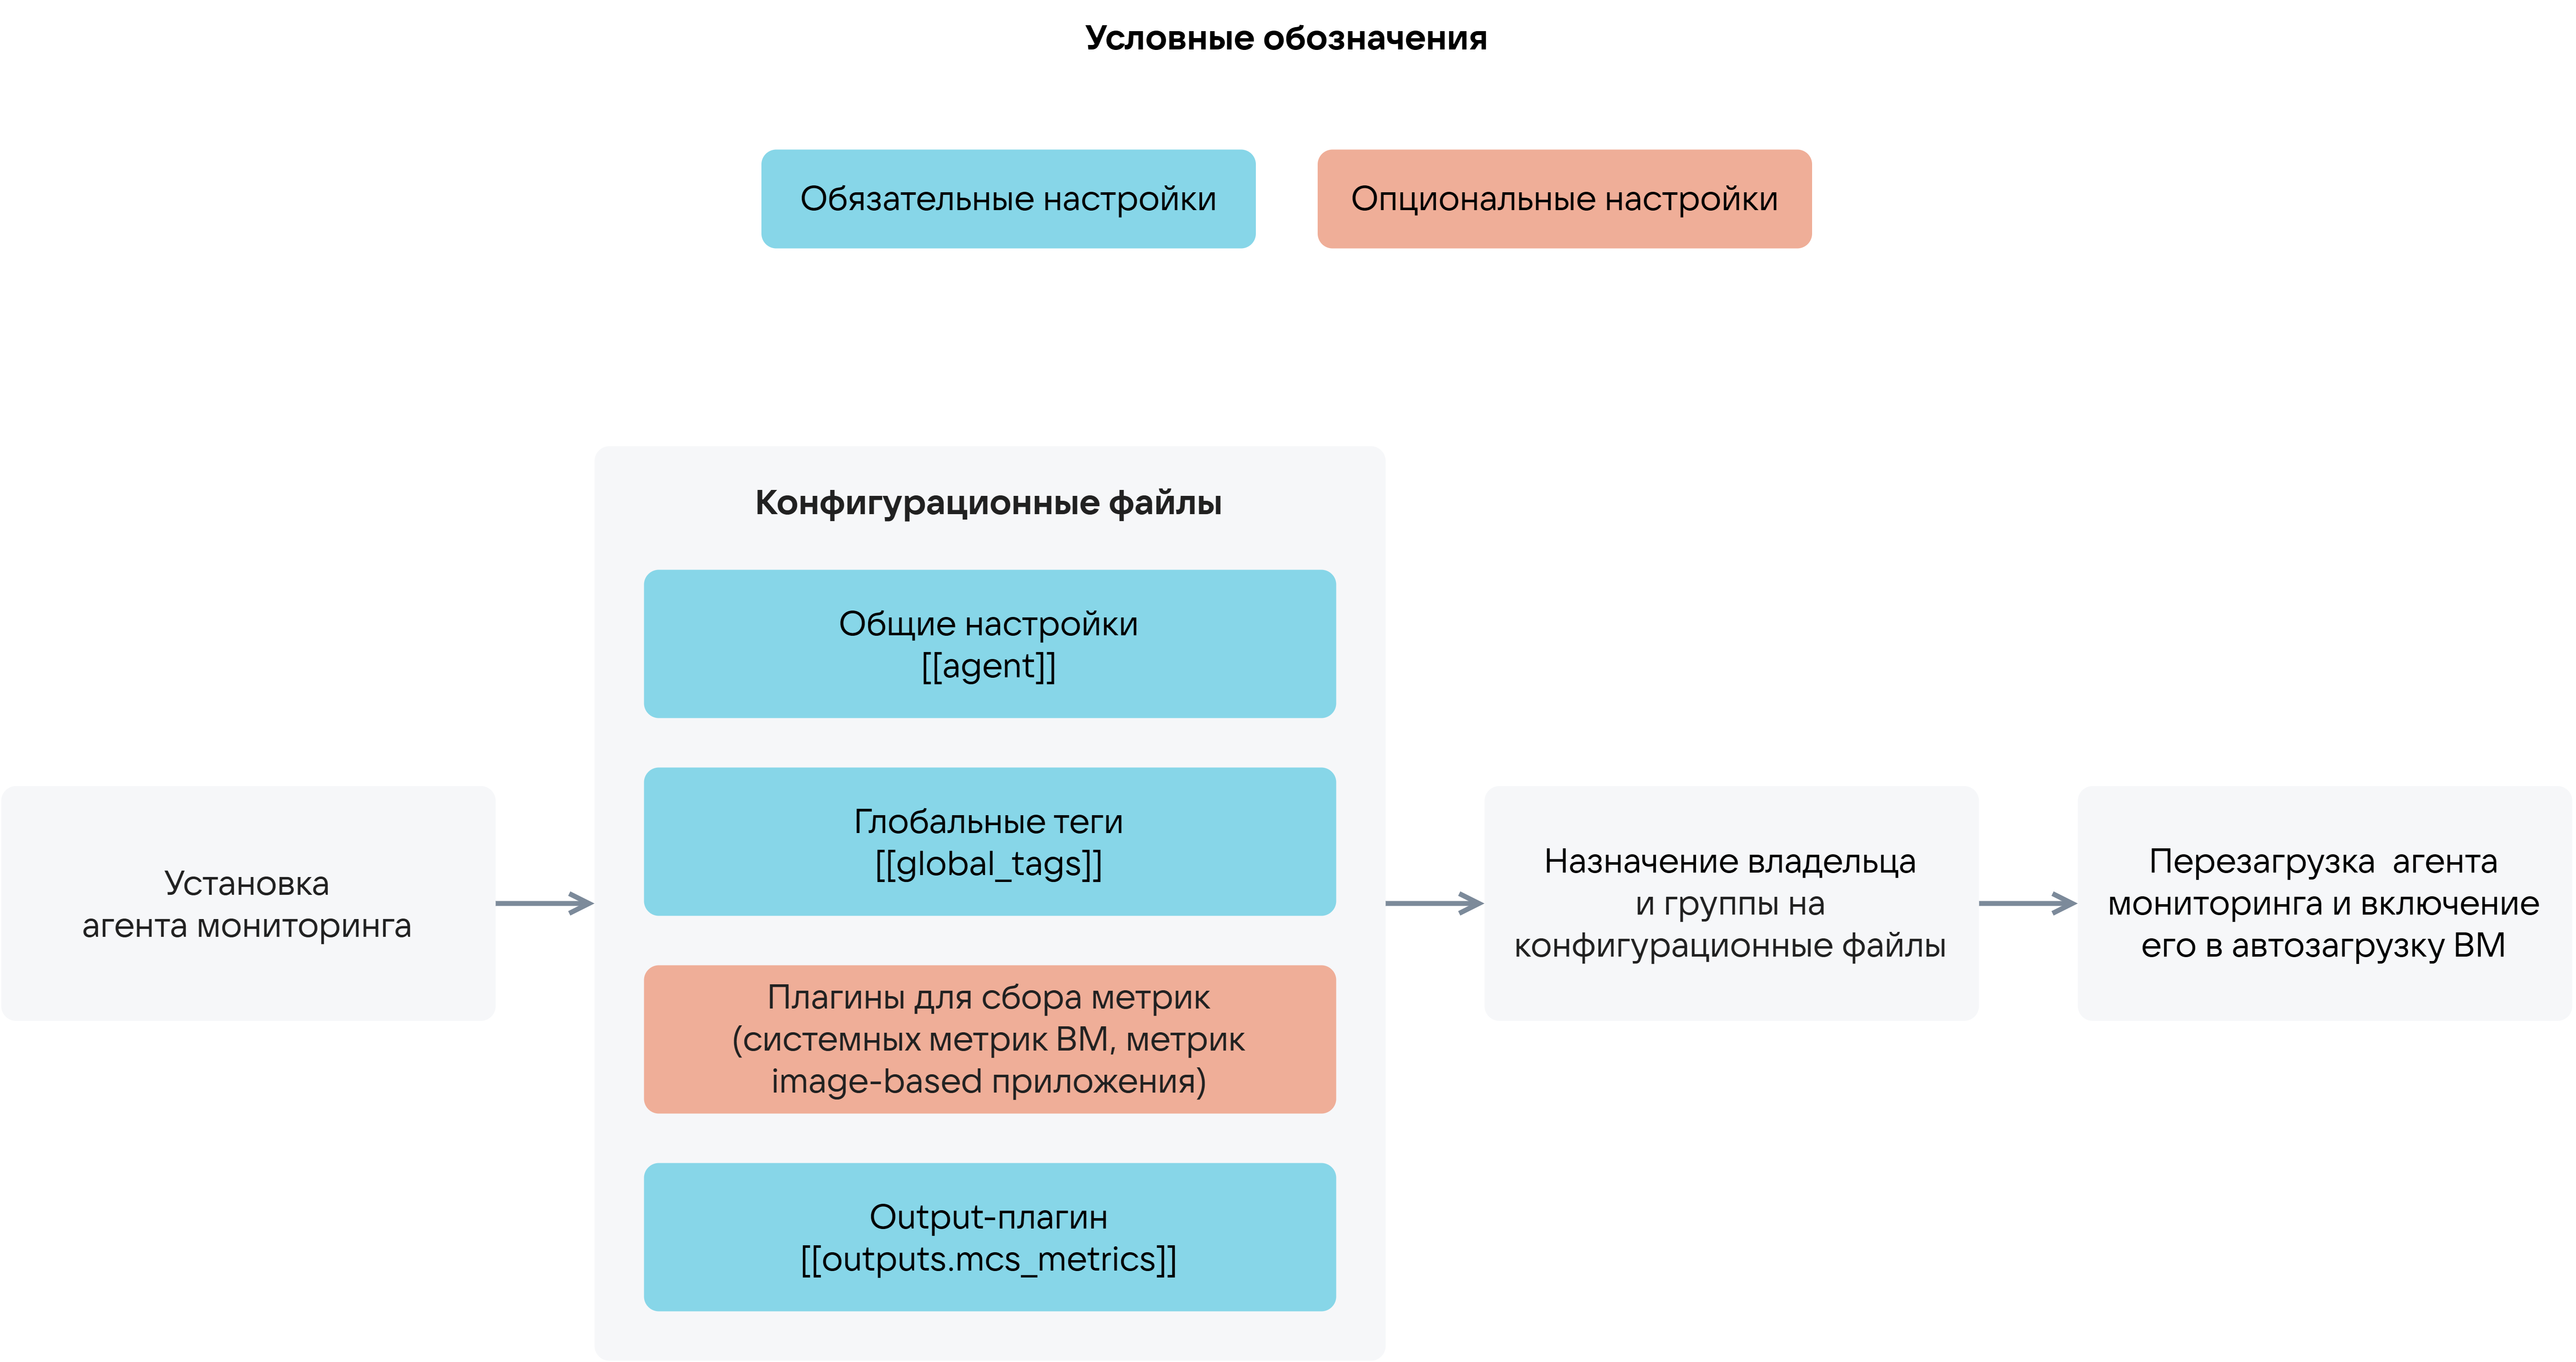 Условные обозначения
Обязательные настройки
Опциональные настройки
Установка
агента мониторинга
Конфигурационные файлы
Общие настройки
[[agent]]
Глобальные теги
[[global_tags]]
Плагины для сбора метрик
(системных метрик ВМ, метрик
image-based приложения)
Output-плагин
[[outputs.mcs_metrics]]
Назначение владельца
и группы на
конфигурационные файлы
Перезагрузка агента
мониторинга и включение
его в автозагрузку ВМ